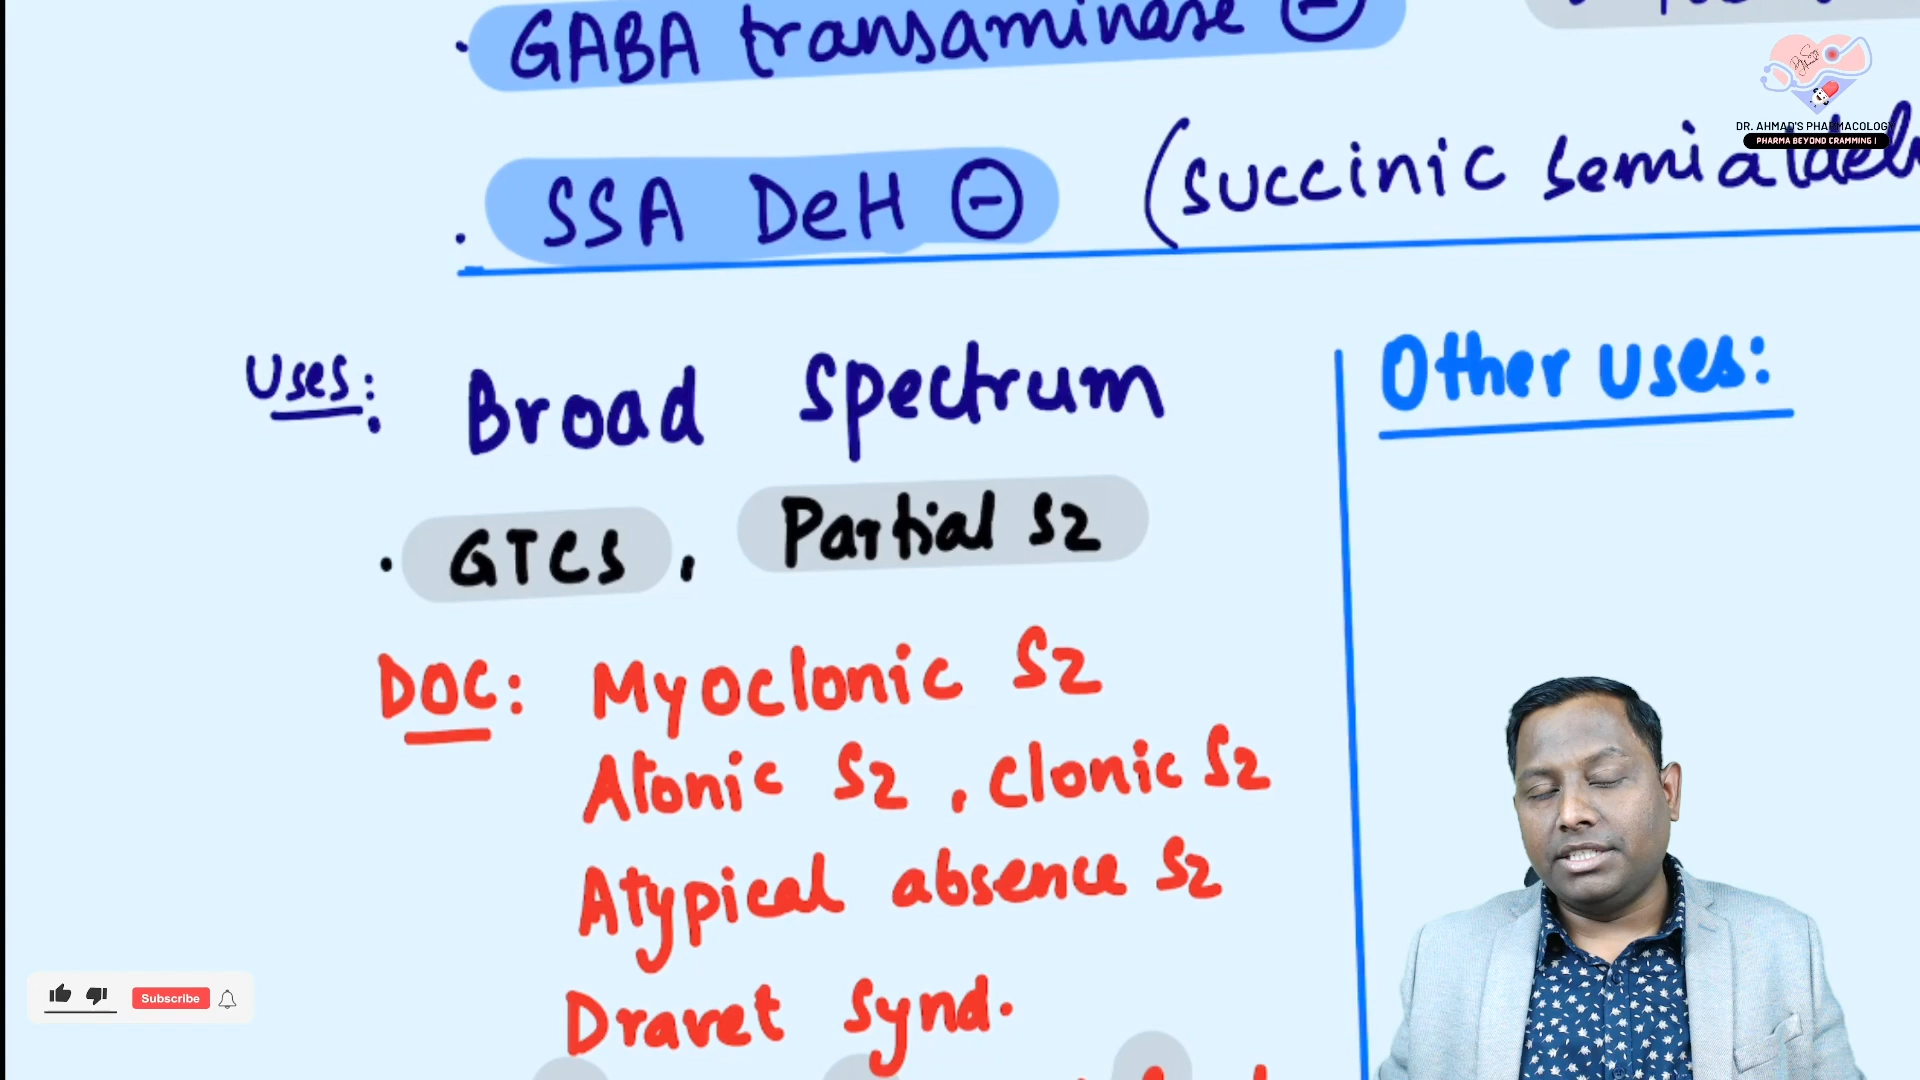 · GABA transaminase ⊖
DR. AHMAD'S PHARMACOLOGY
PHARMA BEYOND CRAMMING !
· SSA DeH ⊖ (succinic semialdeh
Uses: Broad Spectrum
Other uses:
· GTCS, Partial Sz
DOC: Myoclonic Sz
Atonic Sz, Clonic Sz
Atypical absence Sz
Dravet Synd.
Subscribe